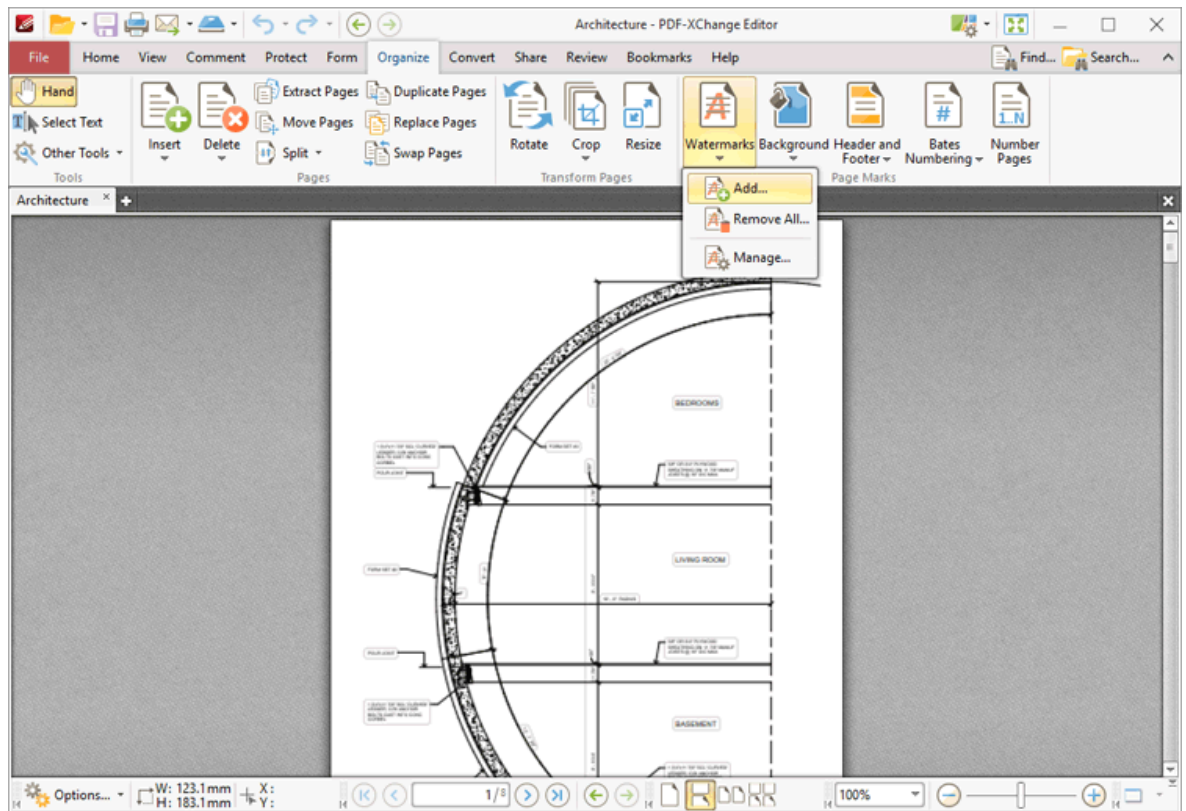 Architecture - PDF-XChange Editor
File Home View Comment Protect Form Organize Convert Share Review Bookmarks Help Find... Search...
Hand
Select Text
Other Tools
Tools
Insert
Delete
Extract Pages
Move Pages
Split
Duplicate Pages
Replace Pages
Swap Pages
Pages
Rotate
Crop
Resize
Transform Pages
Watermarks
Background
Header and
Footer
Bates
Numbering
Number
Pages
Page Marks
Add...
Remove All...
Manage...
Architecture
BEDROOMS
LIVING ROOM
BASEMENT
Options...
W: 123.1mm
H: 183.1mm
X:
Y:
1/8
100%